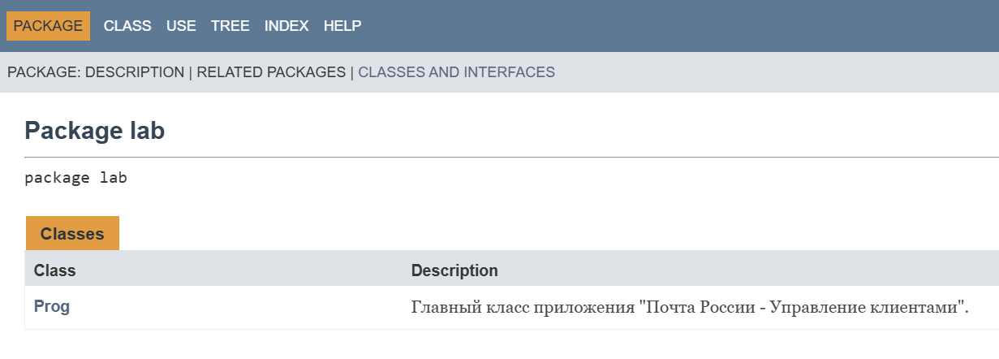 PACKAGE CLASS USE TREE INDEX HELP
PACKAGE: DESCRIPTION | RELATED PACKAGES | CLASSES AND INTERFACES
Package lab
package lab
Classes
Class Description
Prog Главный класс приложения "Почта России - Управление клиентами".